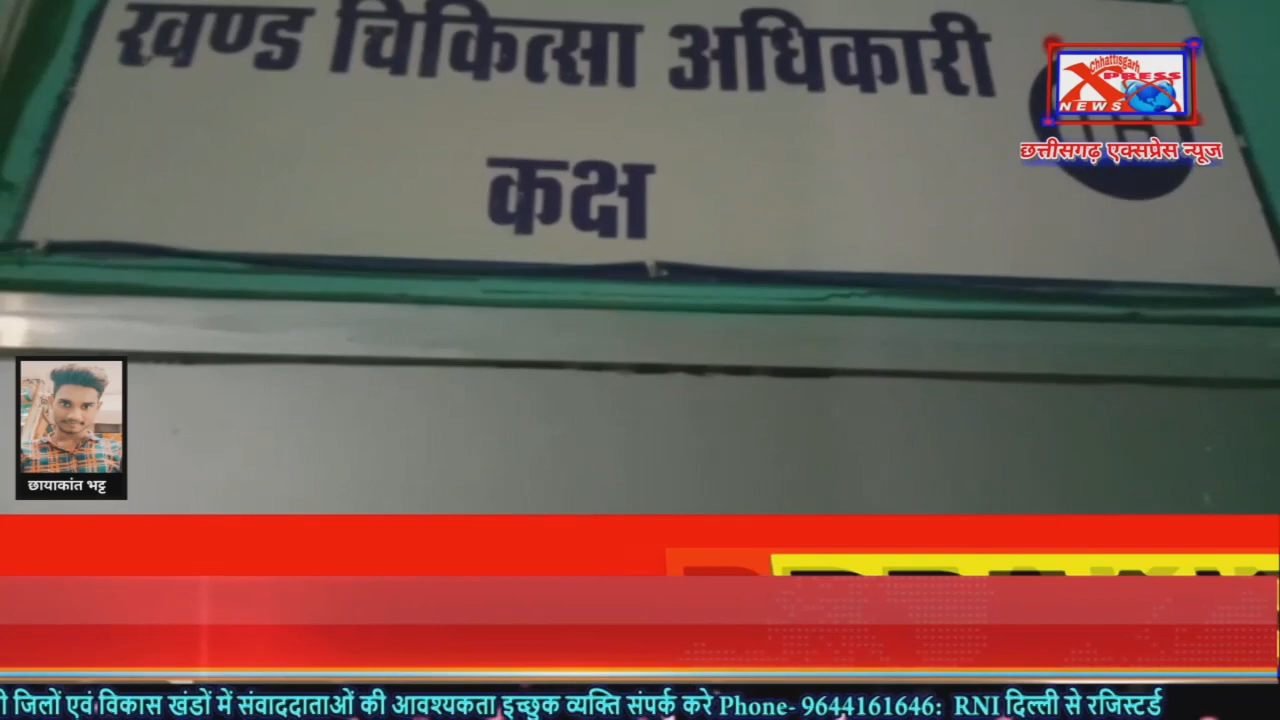 खण्ड चिकित्सा अधिकारी
कक्ष
Chhattisgarh
XPRESS
NEWS
छत्तीसगढ़ एक्सप्रेस न्यूज
छायाकांत भट्ट
जिलों एवं विकास खंडों में संवाददाताओं की आवश्यकता इच्छुक व्यक्ति संपर्क करे Phone- 9644161646: RNI दिल्ली से रजिस्टर्ड